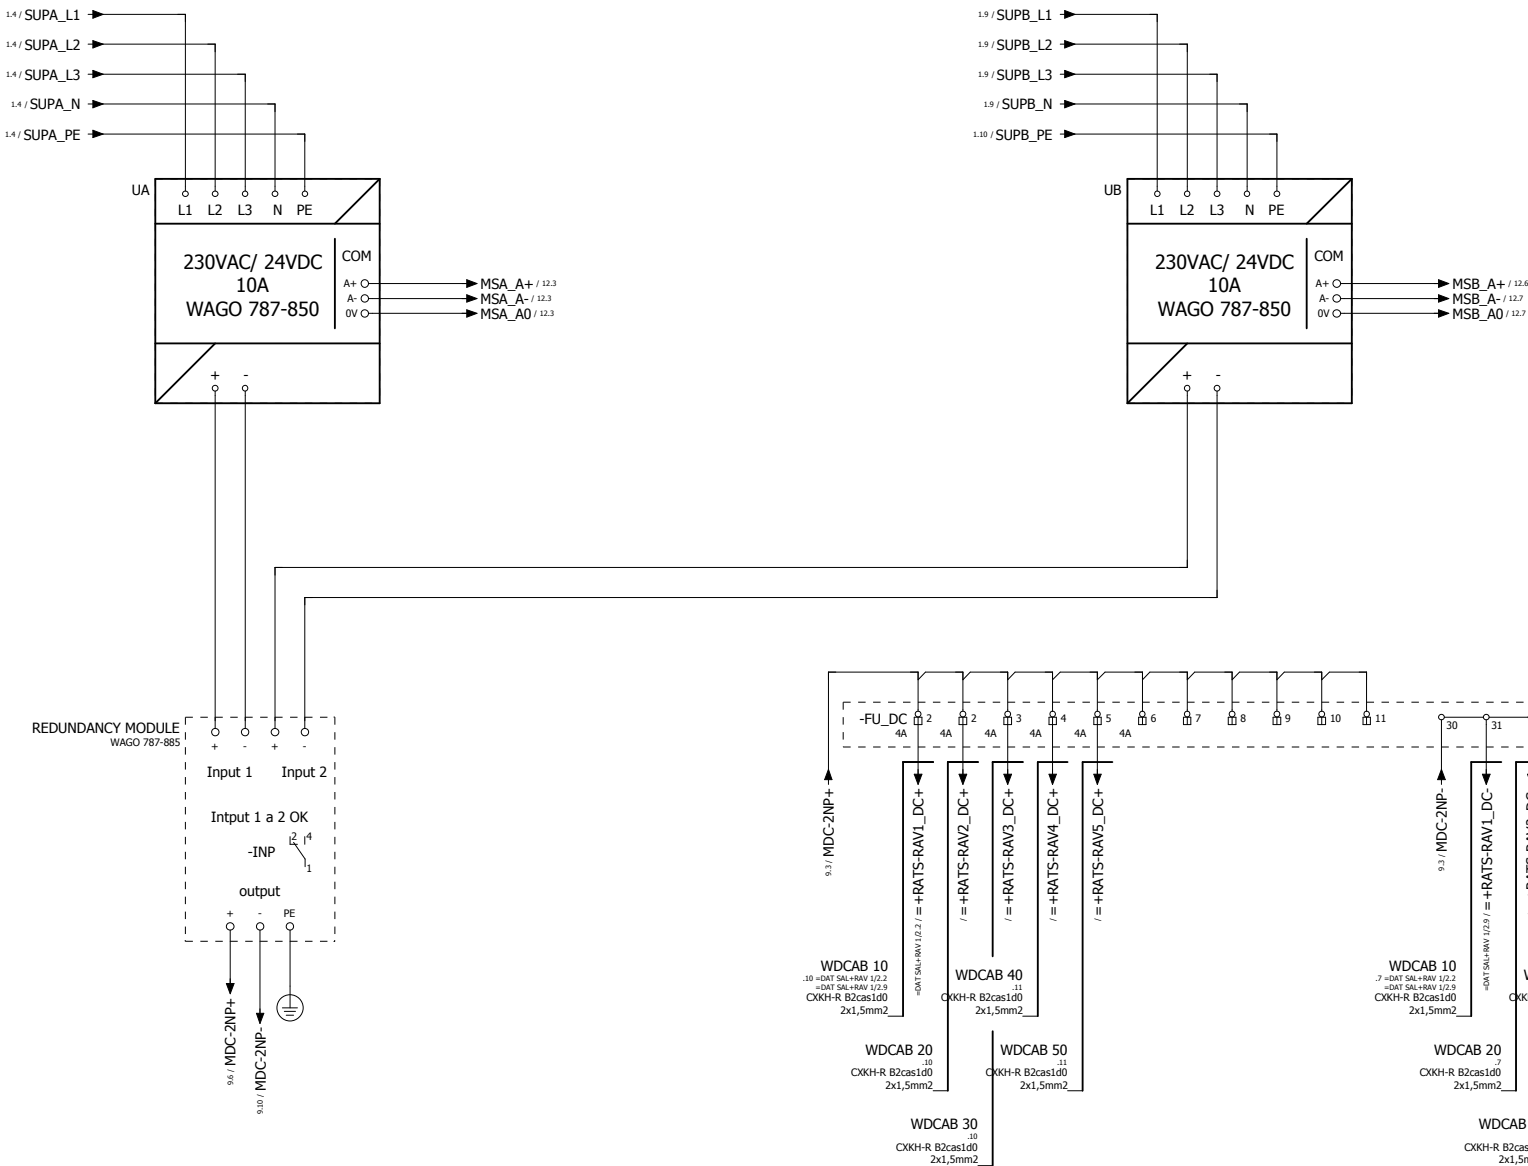 1.4 / SUPA_L1
1.4 / SUPA_L2
1.4 / SUPA_L3
1.4 / SUPA_N
1.4 / SUPA_PE
UA
L1 L2 L3 N PE
230VAC/ 24VDC
10A
WAGO 787-850
COM
A+
A-
0V
MSA_A+ / 12.3
MSA_A- / 12.3
MSA_A0 / 12.3
+ -
1.9 / SUPB_L1
1.9 / SUPB_L2
1.9 / SUPB_L3
1.9 / SUPB_N
1.10 / SUPB_PE
UB
L1 L2 L3 N PE
230VAC/ 24VDC
10A
WAGO 787-850
COM
A+
A-
0V
MSB_A+ / 12.6
MSB_A- / 12.7
MSB_A0 / 12.7
+ -
REDUNDANCY MODULE
WAGO 787-885
+ - + -
Input 1 Input 2
Intput 1 a 2 OK
-INP
2 4
1
output
+ - PE
9.6 / MDC-2NP+
9.10 / MDC-2NP-
-FU_DC 2 2 3 4 5 6 7 8 9 10 11
4A 4A 4A 4A 4A 4A
9.3 / MDC-2NP+
=DAT SAL+RAV 1/2.2 / = +RATS-RAV1_DC+
/ = +RATS-RAV2_DC+
/ = +RATS-RAV3_DC+
/ = +RATS-RAV4_DC+
/ = +RATS-RAV5_DC+
WDCAB 10
.10 =DAT SAL+RAV 1/2.2
=DAT SAL+RAV 1/2.9
CXKH-R B2cas1d0
2x1,5mm2
WDCAB 40
.11
CXKH-R B2cas1d0
2x1,5mm2
WDCAB 20
.10
CXKH-R B2cas1d0
2x1,5mm2
WDCAB 50
.11
CXKH-R B2cas1d0
2x1,5mm2
WDCAB 30
.10
CXKH-R B2cas1d0
2x1,5mm2
30 31
9.3 / MDC-2NP-
=DAT SAL+RAV 1/2.9 / = +RATS-RAV1_DC-
WDCAB 10
.7 =DAT SAL+RAV 1/2.2
=DAT SAL+RAV 1/2.9
CXKH-R B2cas1d0
2x1,5mm2
WDCAB 20
.7
CXKH-R B2cas1d0
2x1,5mm2
WDCAB
CXKH-R B2cas
2x1,5m